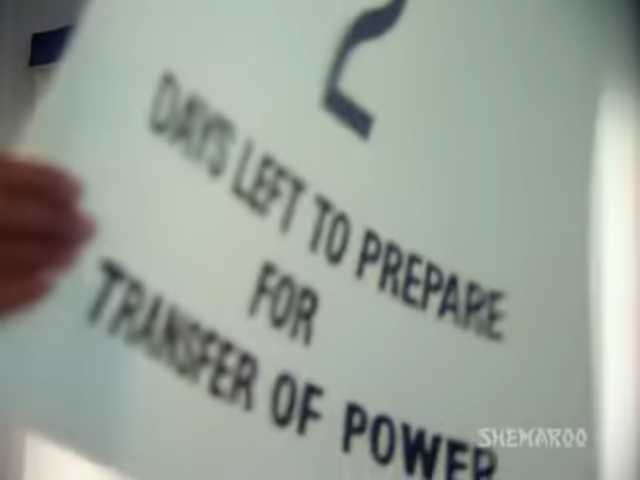 2
DAYS LEFT TO PREPARE
FOR
TRANSFER OF POWER
SHEMAROO